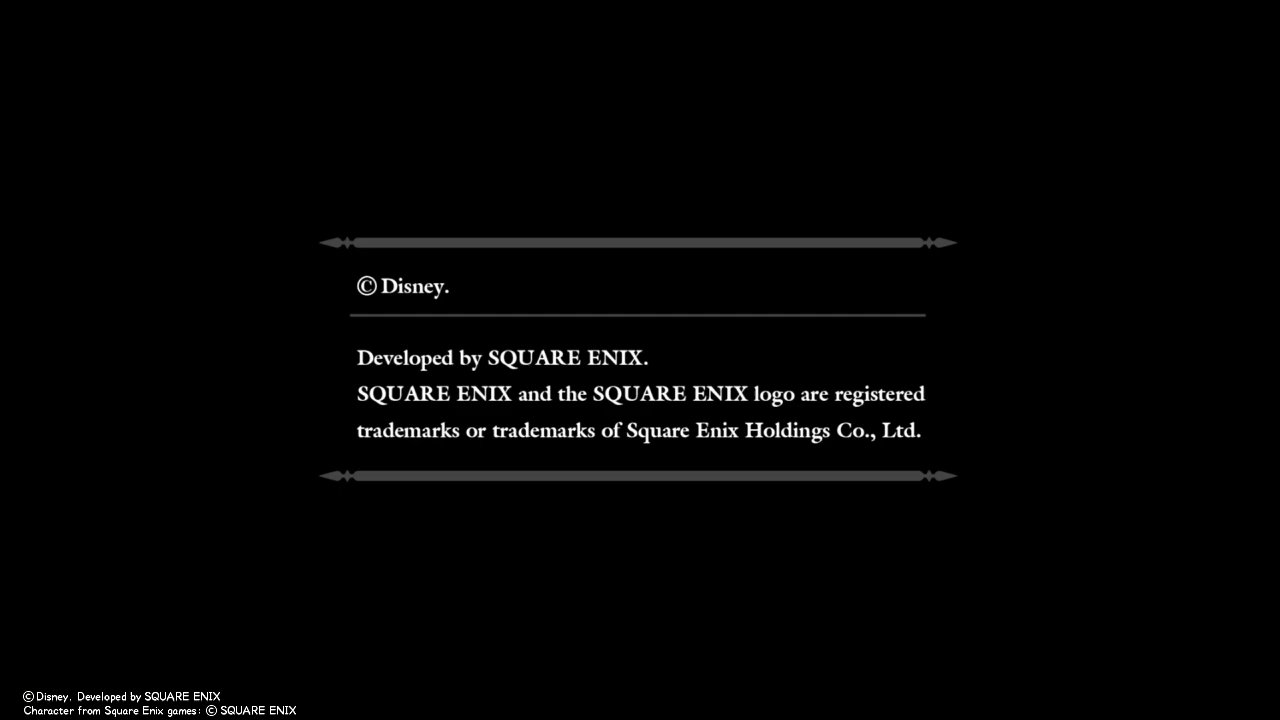 © Disney.
Developed by SQUARE ENIX.
SQUARE ENIX and the SQUARE ENIX logo are registered
trademarks or trademarks of Square Enix Holdings Co., Ltd.
© Disney. Developed by SQUARE ENIX
Character from Square Enix games: © SQUARE ENIX